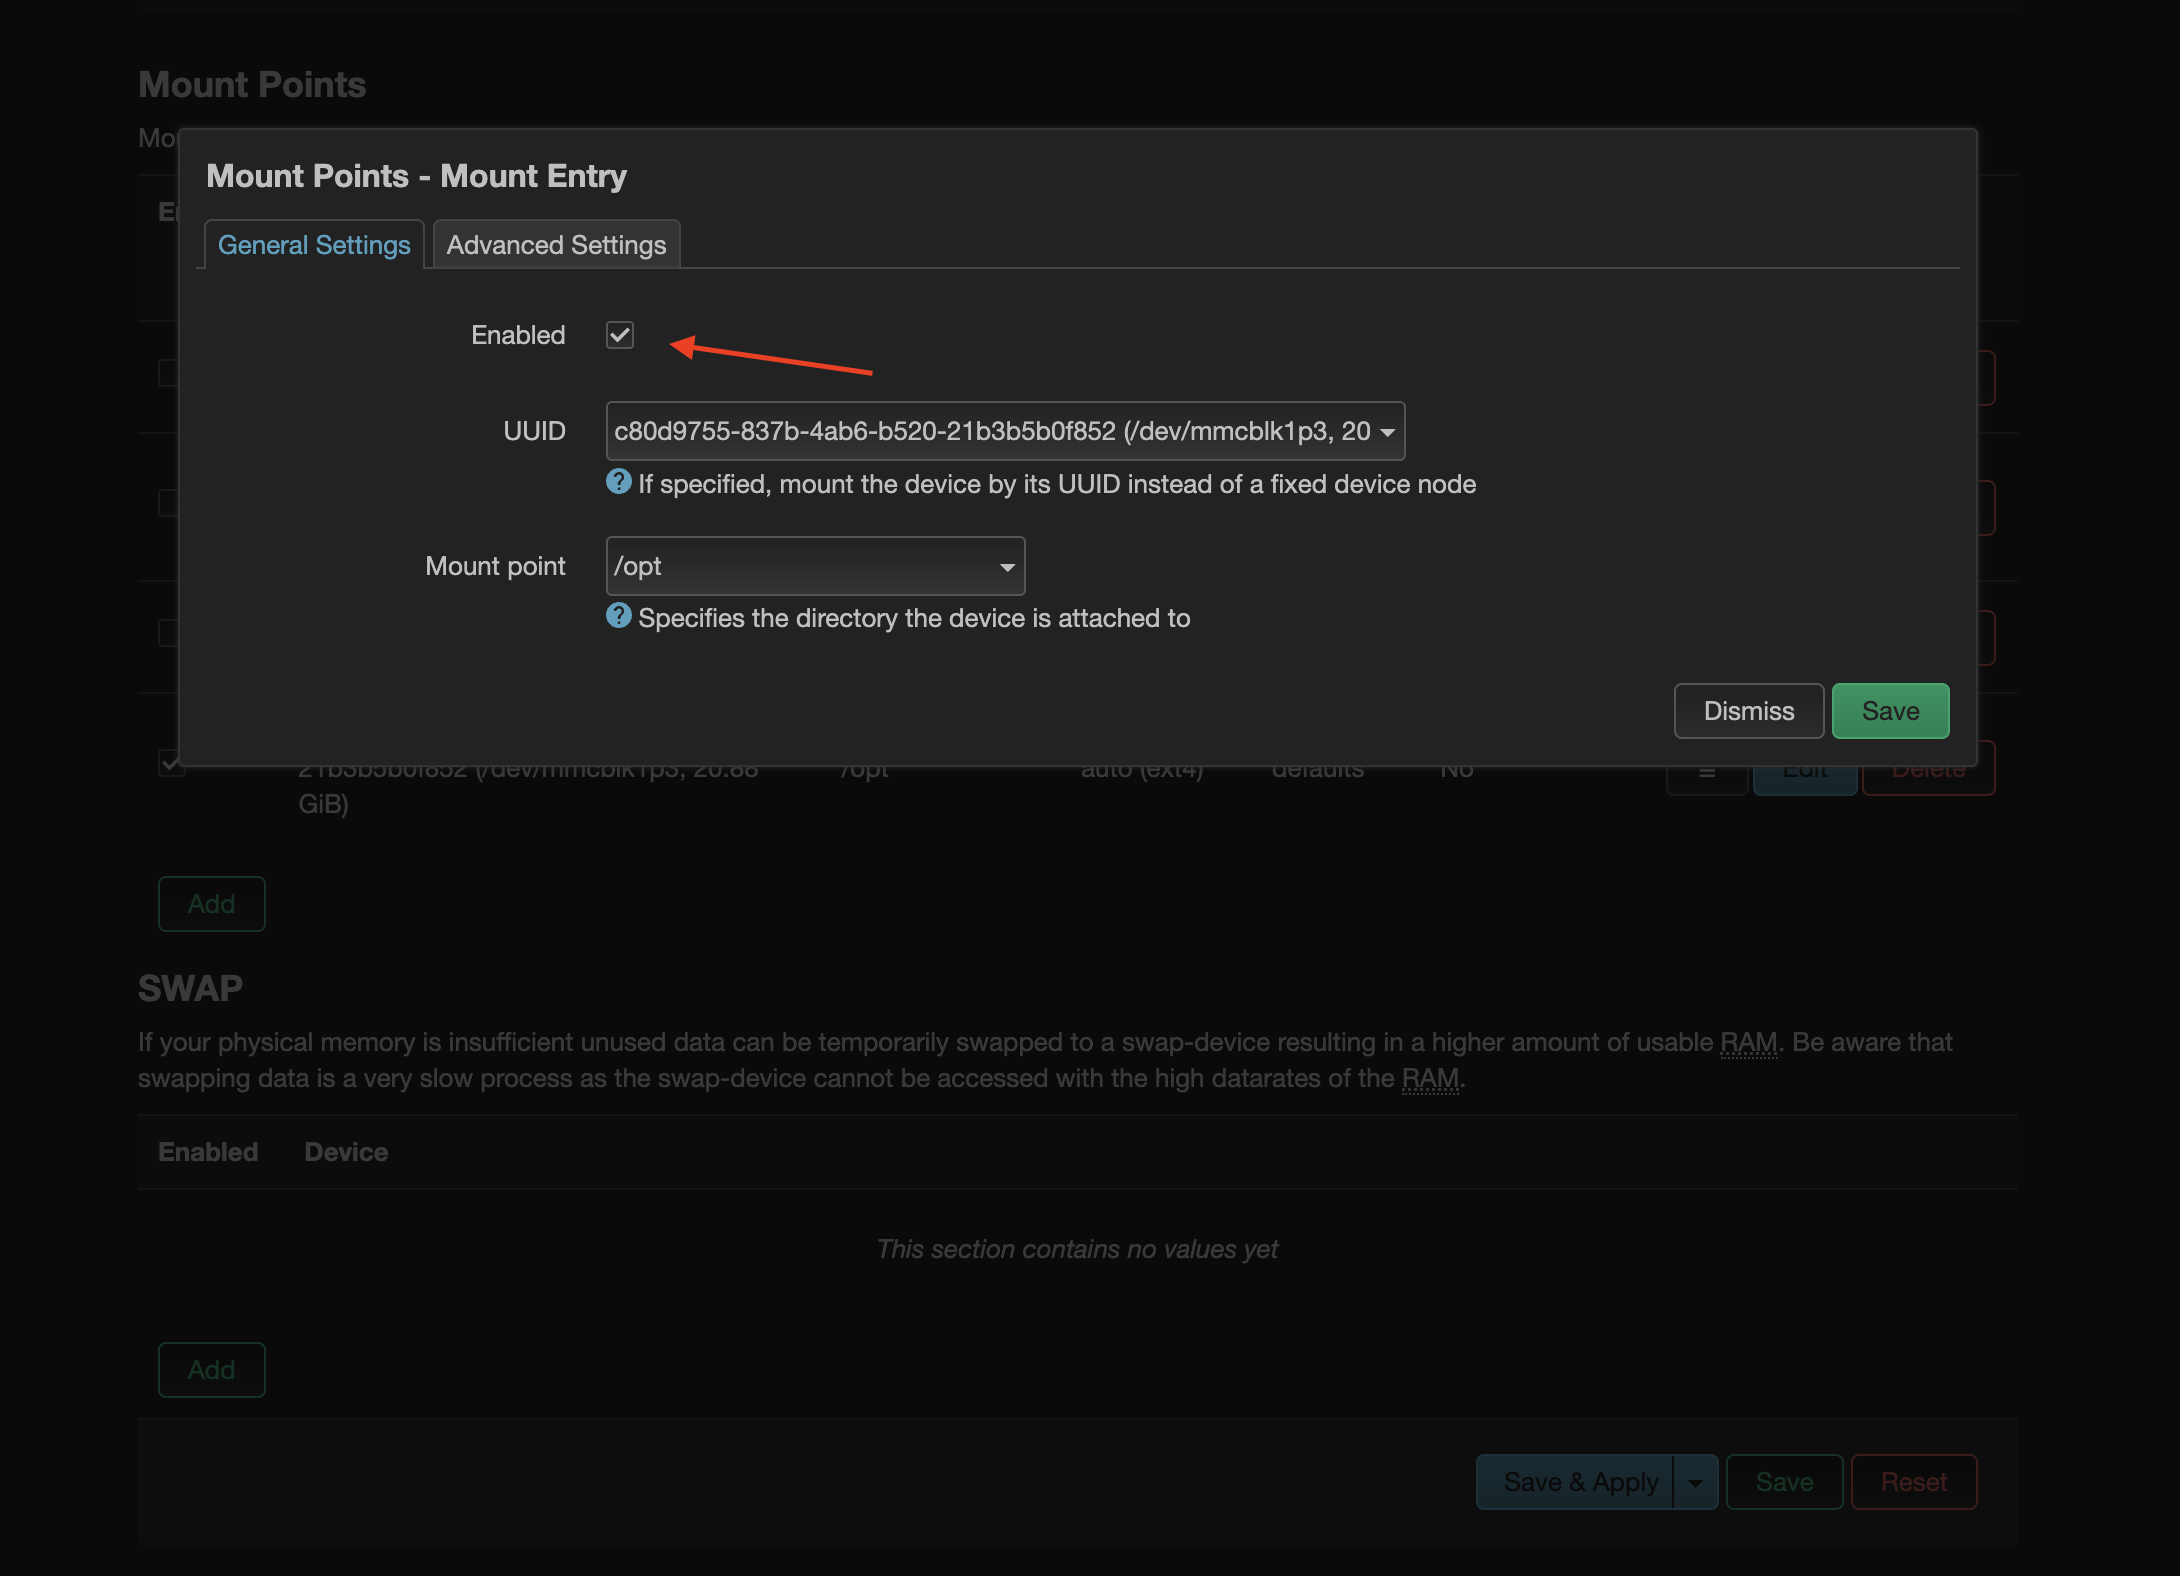 Mount Points
Mo
Mount Points - Mount Entry
General Settings
Advanced Settings
Enabled
UUID
c80d9755-837b-4ab6-b520-21b3b5b0f852 (/dev/mmcblk1p3, 20
? If specified, mount the device by its UUID instead of a fixed device node
Mount point
/opt
? Specifies the directory the device is attached to
Dismiss
Save
21b3b5b0f852 (/dev/mmcblk1p3, 20.88
GiB)
/opt
auto (ext4)
defaults
No
Edit
Delete
Add
SWAP
If your physical memory is insufficient unused data can be temporarily swapped to a swap-device resulting in a higher amount of usable RAM. Be aware that
swapping data is a very slow process as the swap-device cannot be accessed with the high datarates of the RAM.
Enabled
Device
This section contains no values yet
Add
Save & Apply
Save
Reset